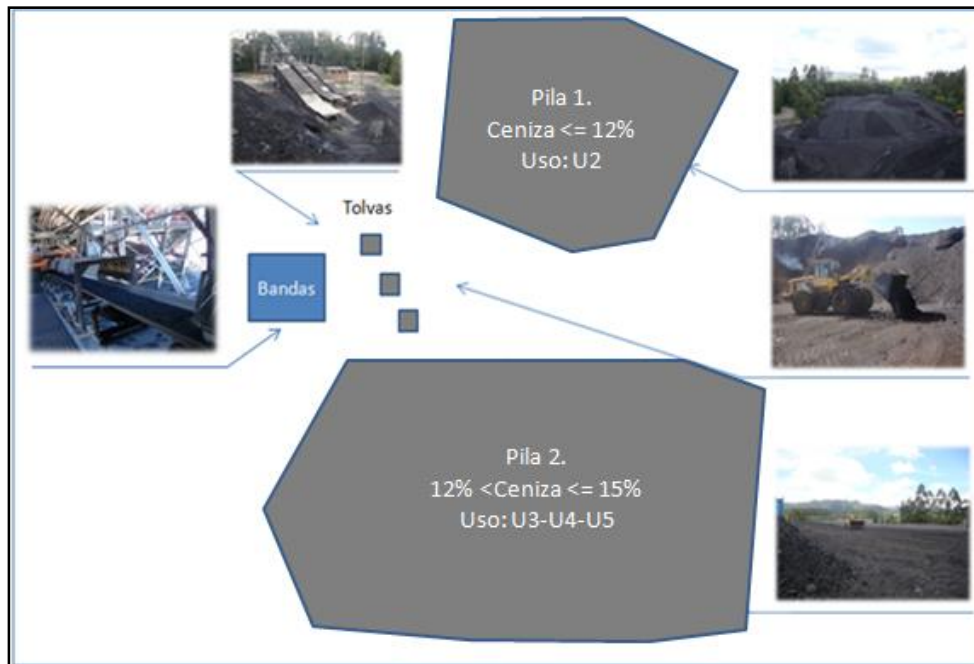 Pila 1.
Ceniza <= 12%
Uso: U2
Tolvas
Bandas
Pila 2.
12% <Ceniza <= 15%
Uso: U3-U4-U5